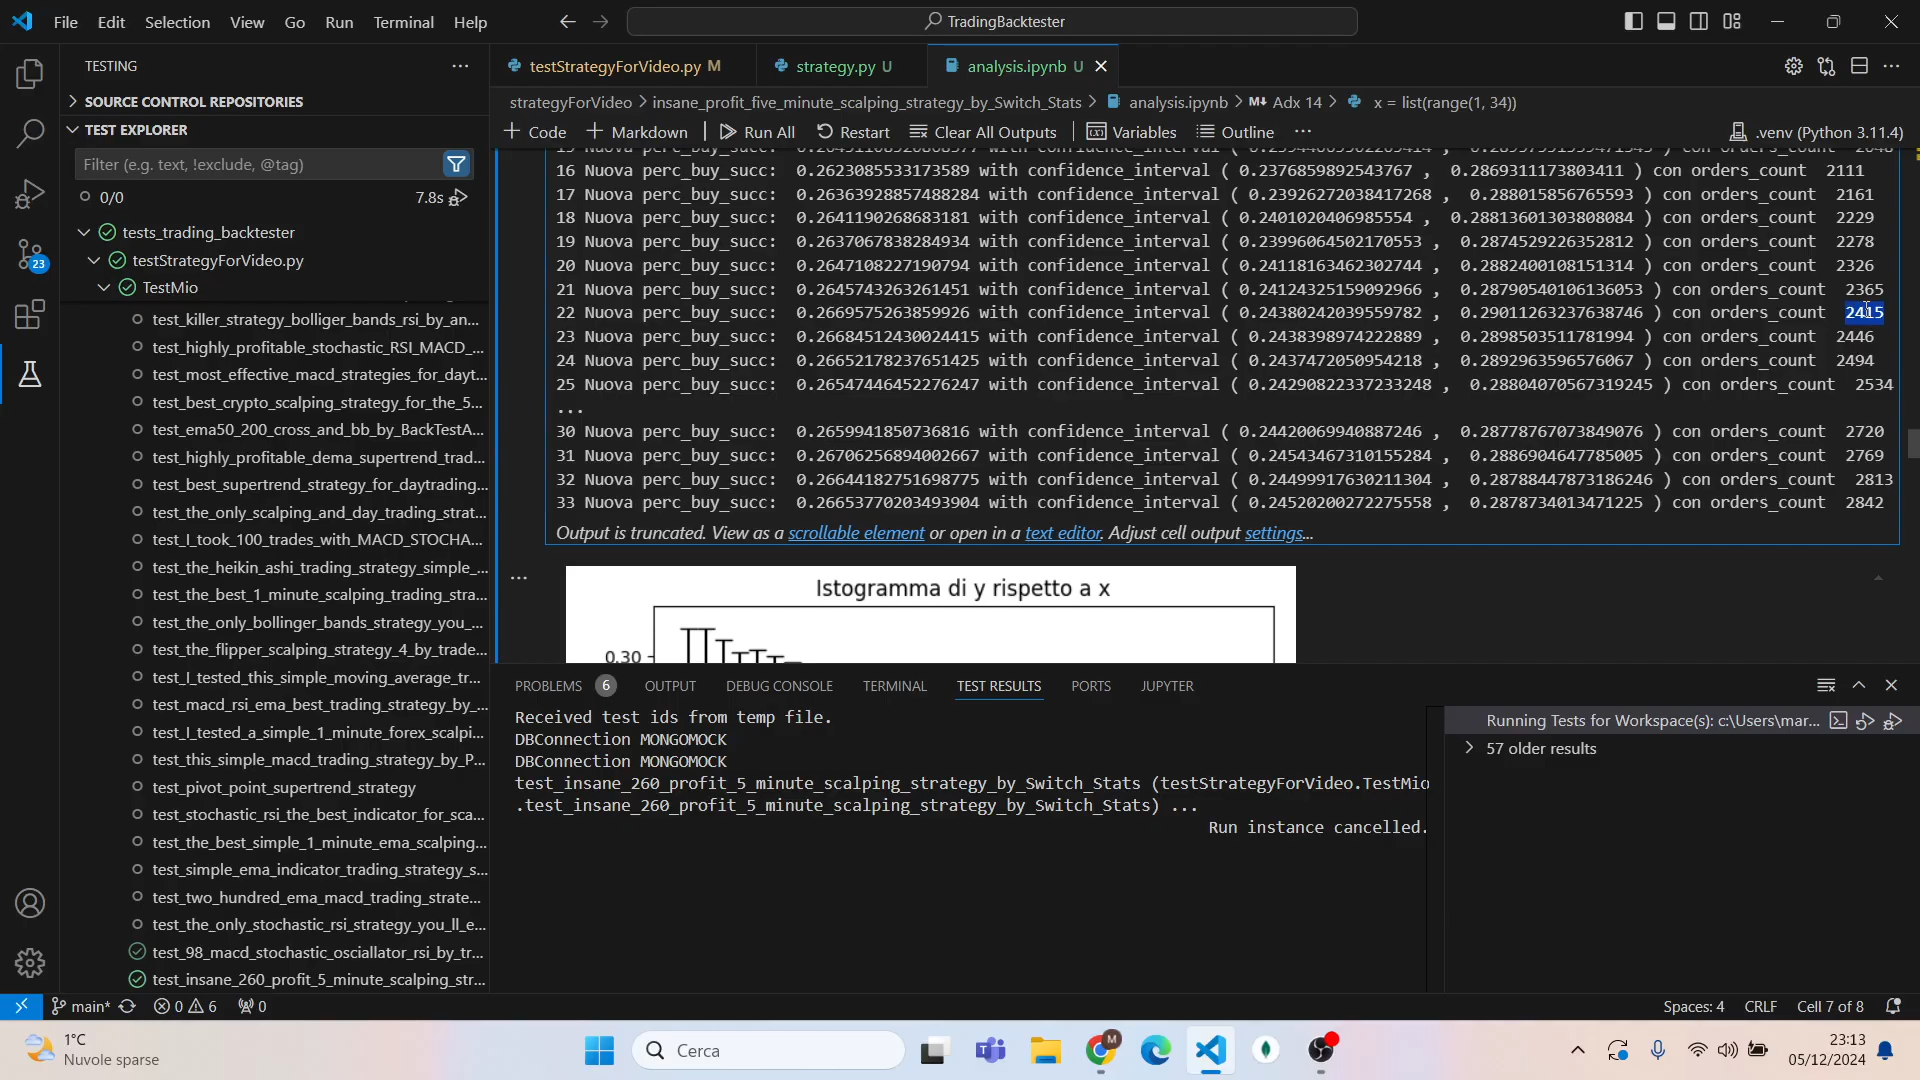 File Edit Selection View Go Run Terminal Help
TradingBacktester
TESTING
SOURCE CONTROL REPOSITORIES
TEST EXPLORER
Filter (e.g. text, !exclude, @tag)
0/0 7.8s
tests_trading_backtester
testStrategyForVideo.py
TestMio
test_killer_strategy_bolliger_bands_rsi_by_an...
test_highly_profitable_stochastic_RSI_MACD_...
test_most_effective_macd_strategies_for_dayt...
test_best_crypto_scalping_strategy_for_the_5...
test_ema50_200_cross_and_bb_by_BackTestA...
test_highly_profitable_dema_supertrend_trad...
test_best_supertrend_strategy_for_daytrading...
test_the_only_scalping_and_day_trading_strat...
test_I_took_100_trades_with_MACD_STOCHA...
test_the_heikin_ashi_trading_strategy_simple_...
test_the_best_1_minute_scalping_trading_stra...
test_the_only_bollinger_bands_strategy_you_...
test_the_flipper_scalping_strategy_4_by_trade...
test_I_tested_this_simple_moving_average_tr...
test_macd_rsi_ema_best_trading_strategy_by_...
test_I_tested_a_simple_1_minute_forex_scalpi...
test_this_simple_macd_trading_strategy_by_P...
test_pivot_point_supertrend_strategy
test_stochastic_rsi_the_best_indicator_for_sca...
test_the_best_simple_1_minute_ema_scalping...
test_simple_ema_indicator_trading_strategy_s...
test_two_hundred_ema_macd_trading_strate...
test_the_only_stochastic_rsi_strategy_you_ll_e...
test_98_macd_stochastic_osciallator_rsi_by_tr...
test_insane_260_profit_5_minute_scalping_str...
testStrategyForVideo.py M strategy.py U analysis.ipynb U
strategyForVideo > insane_profit_five_minute_scalping_strategy_by_Switch_Stats > analysis.ipynb > M↓ Adx 14 > x = list(range(1, 34))
Code Markdown Run All Restart Clear All Outputs Variables Outline ... .venv (Python 3.11.4)
16 Nuova perc_buy_succ: 0.2623085533173589 with confidence_interval ( 0.2376859892543767 , 0.2869311173803411 ) con orders_count 2111
17 Nuova perc_buy_succ: 0.26363928857488284 with confidence_interval ( 0.23926272038417268 , 0.288015856765593 ) con orders_count 2161
18 Nuova perc_buy_succ: 0.2641190268683181 with confidence_interval ( 0.2401020406985554 , 0.28813601303808084 ) con orders_count 2229
19 Nuova perc_buy_succ: 0.2637067838284934 with confidence_interval ( 0.23996064502170553 , 0.2874529226352812 ) con orders_count 2278
20 Nuova perc_buy_succ: 0.2647108227190794 with confidence_interval ( 0.24118163462302744 , 0.2882400108151314 ) con orders_count 2326
21 Nuova perc_buy_succ: 0.2645743263261451 with confidence_interval ( 0.24124325159092966 , 0.28790540106136053 ) con orders_count 2365
22 Nuova perc_buy_succ: 0.2669575263859926 with confidence_interval ( 0.24380242039559782 , 0.29011263237638746 ) con orders_count 2415
23 Nuova perc_buy_succ: 0.26684512430024415 with confidence_interval ( 0.2438398974222889 , 0.2898503511781994 ) con orders_count 2446
24 Nuova perc_buy_succ: 0.26652178237651425 with confidence_interval ( 0.2437472050954218 , 0.2892963596576067 ) con orders_count 2494
25 Nuova perc_buy_succ: 0.26547446452276247 with confidence_interval ( 0.24290822337233248 , 0.28804070567319245 ) con orders_count 2534
...
30 Nuova perc_buy_succ: 0.2659941850736816 with confidence_interval ( 0.24420069940887246 , 0.28778767073849076 ) con orders_count 2720
31 Nuova perc_buy_succ: 0.26706256894002667 with confidence_interval ( 0.24543467310155284 , 0.2886904647785005 ) con orders_count 2769
32 Nuova perc_buy_succ: 0.26644182751698775 with confidence_interval ( 0.24499917630211304 , 0.28788447873186246 ) con orders_count 2813
33 Nuova perc_buy_succ: 0.26653770203493904 with confidence_interval ( 0.24520200272275558 , 0.2878734013471225 ) con orders_count 2842
Output is truncated. View as a scrollable element or open in a text editor. Adjust cell output settings...
Istogramma di y rispetto a x
0.30
PROBLEMS 6 OUTPUT DEBUG CONSOLE TERMINAL TEST RESULTS PORTS JUPYTER
Received test ids from temp file.
DBConnection MONGOMOCK
DBConnection MONGOMOCK
test_insane_260_profit_5_minute_scalping_strategy_by_Switch_Stats (testStrategyForVideo.TestMio
.test_insane_260_profit_5_minute_scalping_strategy_by_Switch_Stats) ...
Run instance cancelled.
Running Tests for Workspace(s): c:\Users\mar...
57 older results
23
main* 0 6 0 Spaces: 4 CRLF Cell 7 of 8
1°C
Nuvole sparse
Cerca
M
23:13
05/12/2024